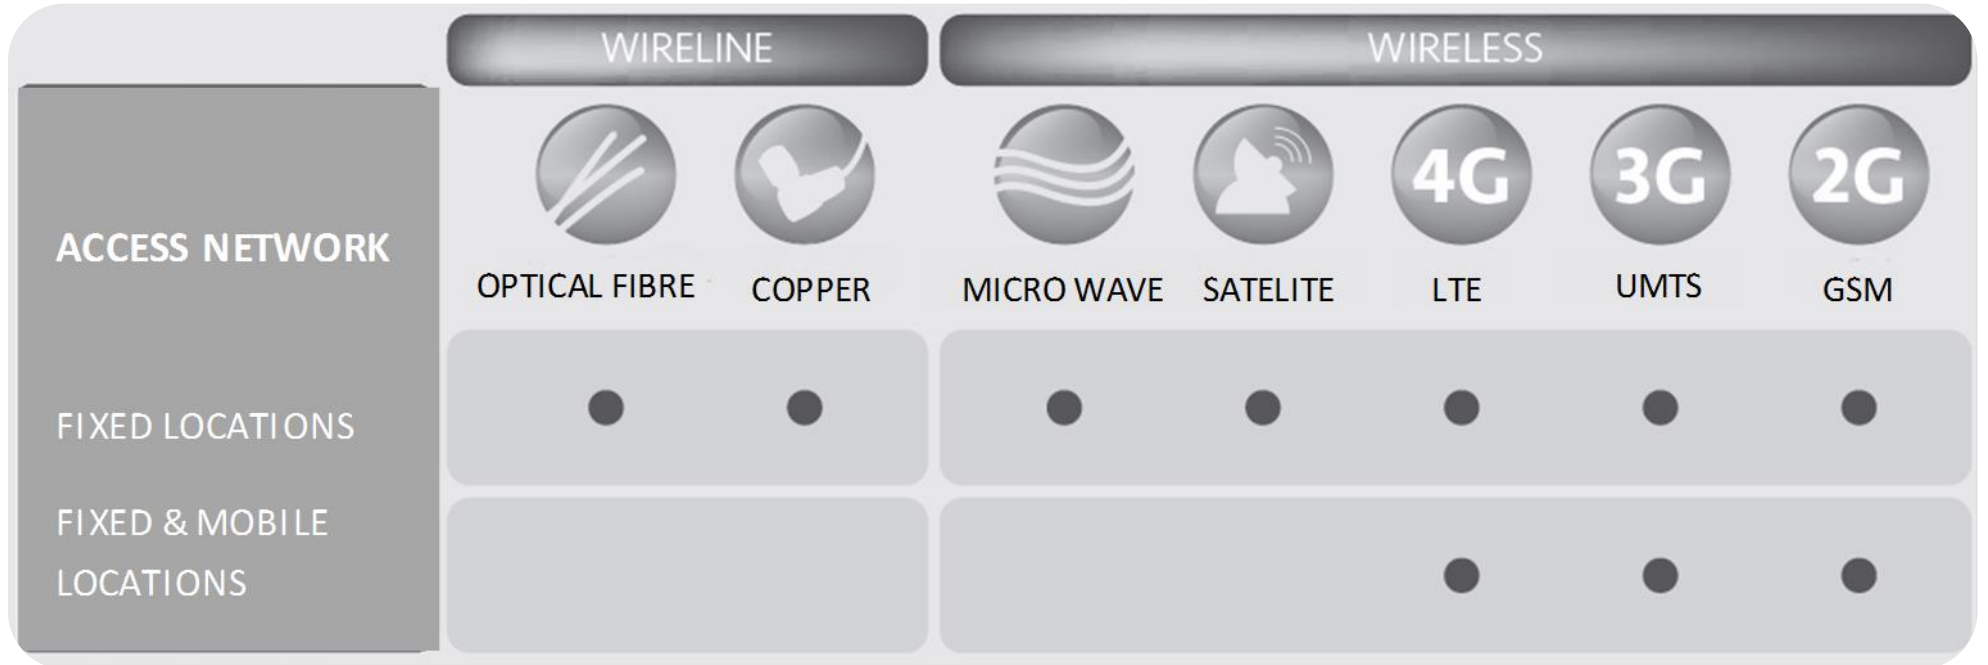 WIRELINE
WIRELESS
4G
3G
2G
ACCESS NETWORK
OPTICAL FIBRE
COPPER
MICRO WAVE
SATELITE
LTE
UMTS
GSM
FIXED LOCATIONS
FIXED & MOBILE
LOCATIONS